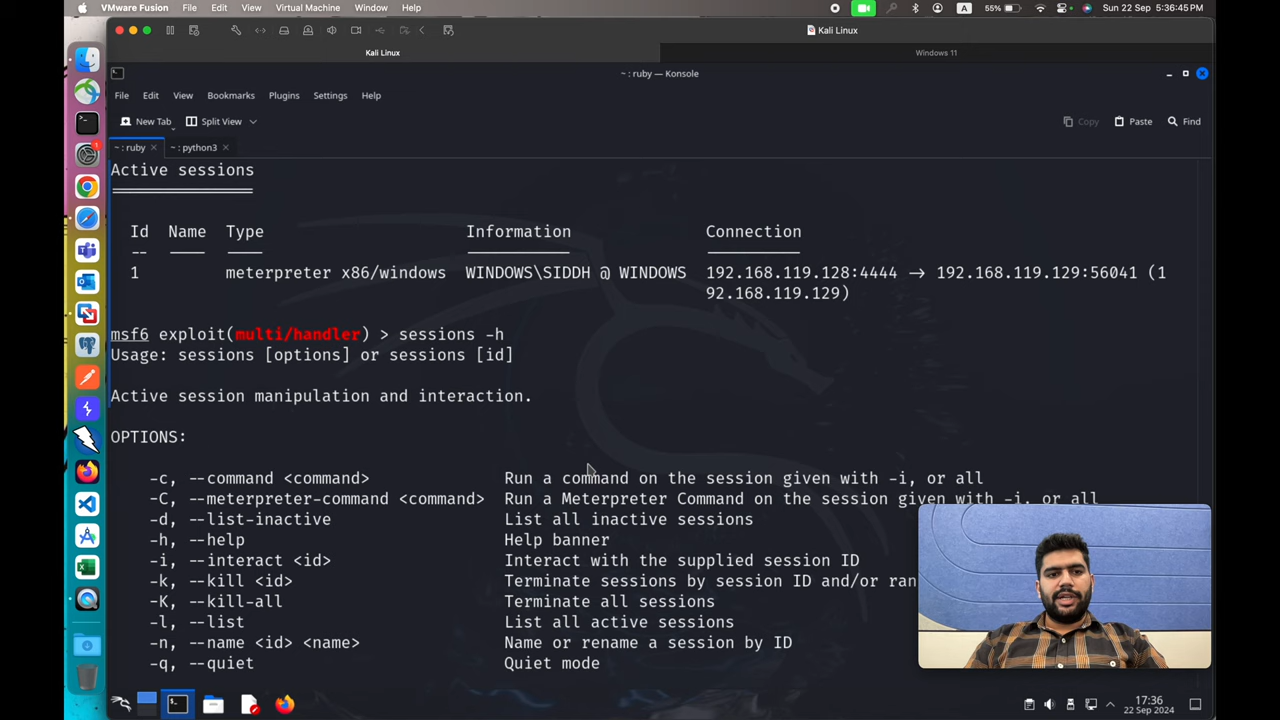 VMware Fusion File Edit View Virtual Machine Window Help A 55% Sun 22 Sep 5:36:45 PM
Kali Linux
Kali Linux Windows 11
~ : ruby — Konsole
File Edit View Bookmarks Plugins Settings Help
New Tab Split View Copy Paste Find
~ : ruby ~ : python3
Active sessions
===============
Id Name Type Information Connection
-- ---- ---- ----------- ----------
1 meterpreter x86/windows WINDOWS\SIDDH @ WINDOWS 192.168.119.128:4444 -> 192.168.119.129:56041 (1
92.168.119.129)
msf6 exploit(multi/handler) > sessions -h
Usage: sessions [options] or sessions [id]
Active session manipulation and interaction.
OPTIONS:
-c, --command <command> Run a command on the session given with -i, or all
-C, --meterpreter-command <command> Run a Meterpreter Command on the session given with -i, or all
-d, --list-inactive List all inactive sessions
-h, --help Help banner
-i, --interact <id> Interact with the supplied session ID
-k, --kill <id> Terminate sessions by session ID and/or ran
-K, --kill-all Terminate all sessions
-l, --list List all active sessions
-n, --name <id> <name> Name or rename a session by ID
-q, --quiet Quiet mode
17:36
22 Sep 2024